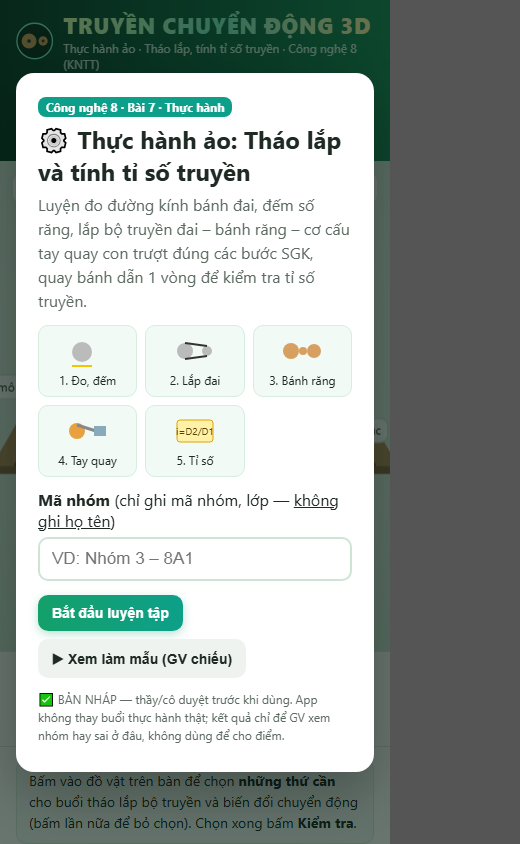 TRUYỀN CHUYỂN ĐỘNG 3D
Thực hành ảo · Tháo lắp, tính tỉ số truyền · Công nghệ 8
(KNTT)
Công nghệ 8 · Bài 7 · Thực hành
Thực hành ảo: Tháo lắp
và tính tỉ số truyền
Luyện đo đường kính bánh đai, đếm số
răng, lắp bộ truyền đai – bánh răng – cơ cấu
tay quay con trượt đúng các bước SGK,
quay bánh dẫn 1 vòng để kiểm tra tỉ số
truyền.
1. Đo, đếm
2. Lắp đai
3. Bánh răng
mô
4. Tay quay
i=D2/D1
5. Tỉ số
Mã nhóm (chỉ ghi mã nhóm, lớp — không
ghi họ tên)
VD: Nhóm 3 – 8A1
Bắt đầu luyện tập
▶ Xem làm mẫu (GV chiếu)
✅ BẢN NHÁP — thầy/cô duyệt trước khi dùng. App
không thay buổi thực hành thật; kết quả chỉ để GV xem
nhóm hay sai ở đâu, không dùng để cho điểm.
Bấm vào đồ vật trên bàn để chọn những thứ cần
cho buổi tháo lắp bộ truyền và biến đổi chuyển động
(bấm lần nữa để bỏ chọn). Chọn xong bấm Kiểm tra.